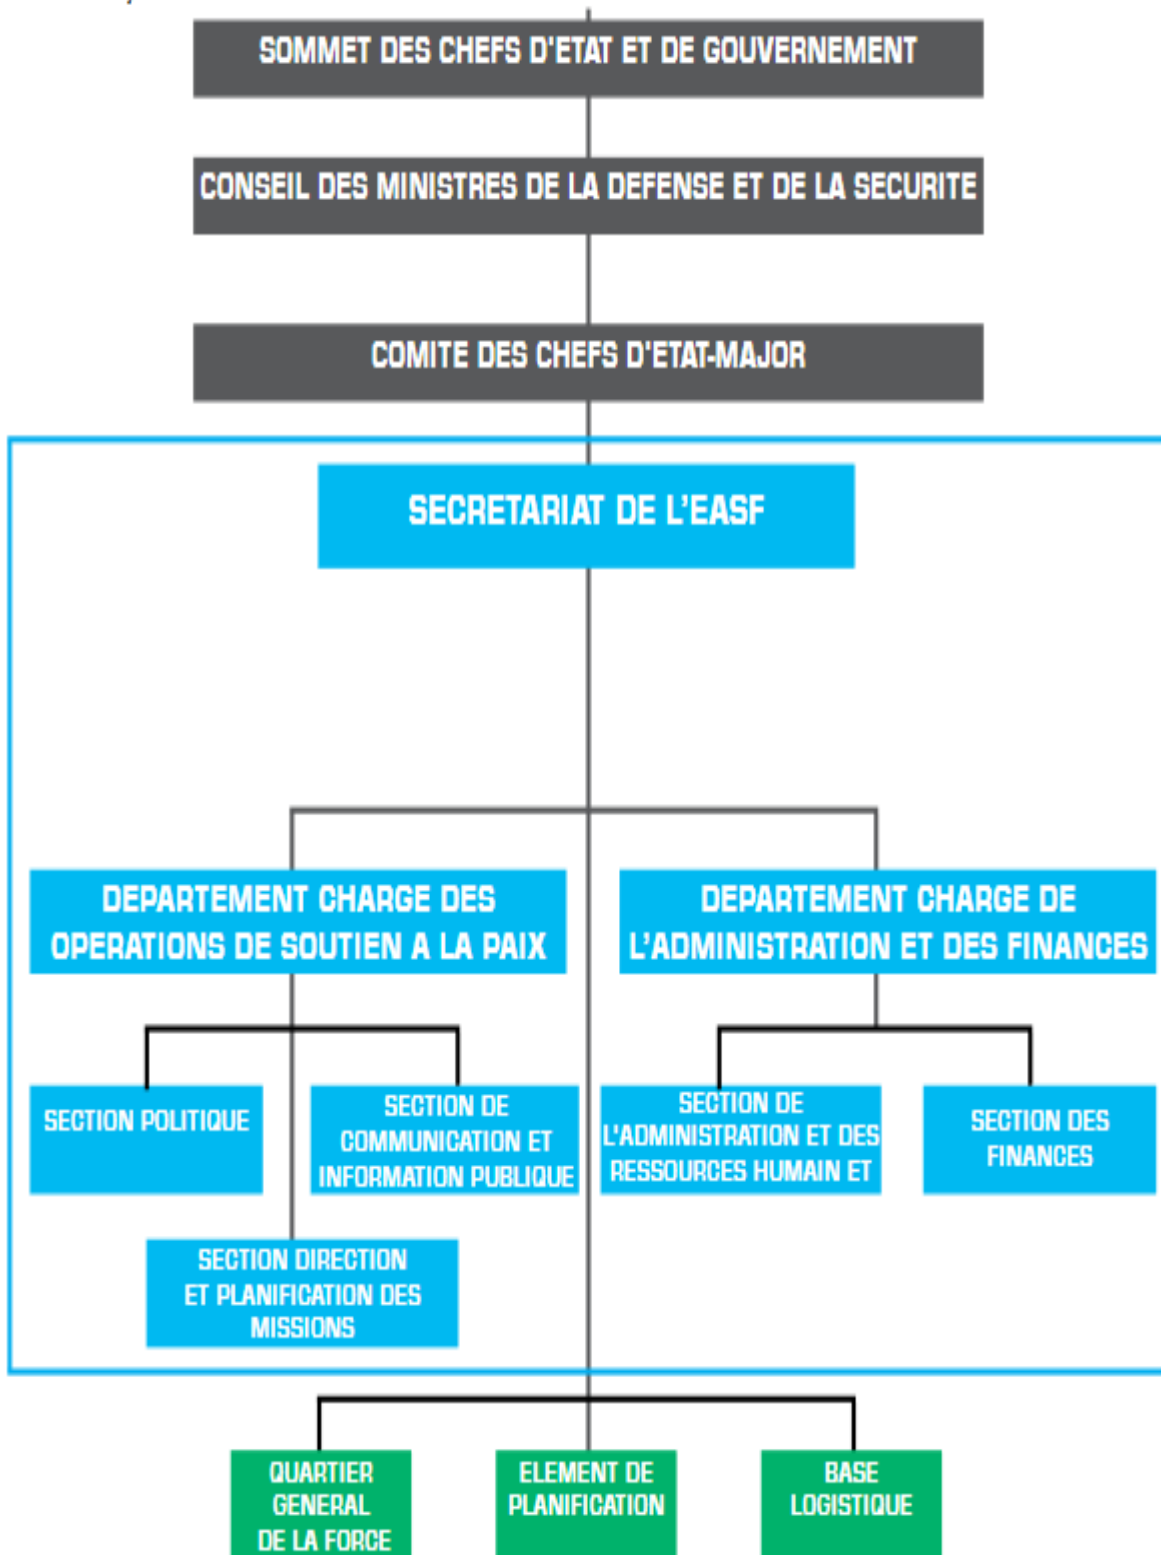 SOMMET DES CHEFS D'ETAT ET DE GOUVERNEMENT
CONSEIL DES MINISTRES DE LA DEFENSE ET DE LA SECURITE
COMITE DES CHEFS D'ETAT-MAJOR
SECRETARIAT DE L'EASF
DEPARTEMENT CHARGE DES
OPERATIONS DE SOUTIEN A LA PAIX
DEPARTEMENT CHARGE DE
L'ADMINISTRATION ET DES FINANCES
SECTION POLITIQUE
SECTION DE
COMMUNICATION ET
INFORMATION PUBLIQUE
SECTION DE
L'ADMINISTRATION ET DES
RESSOURCES HUMAIN ET
SECTION DES
FINANCES
SECTION DIRECTION
ET PLANIFICATION DES
MISSIONS
QUARTIER
GENERAL
DE LA FORCE
ELEMENT DE
PLANIFICATION
BASE
LOGISTIQUE